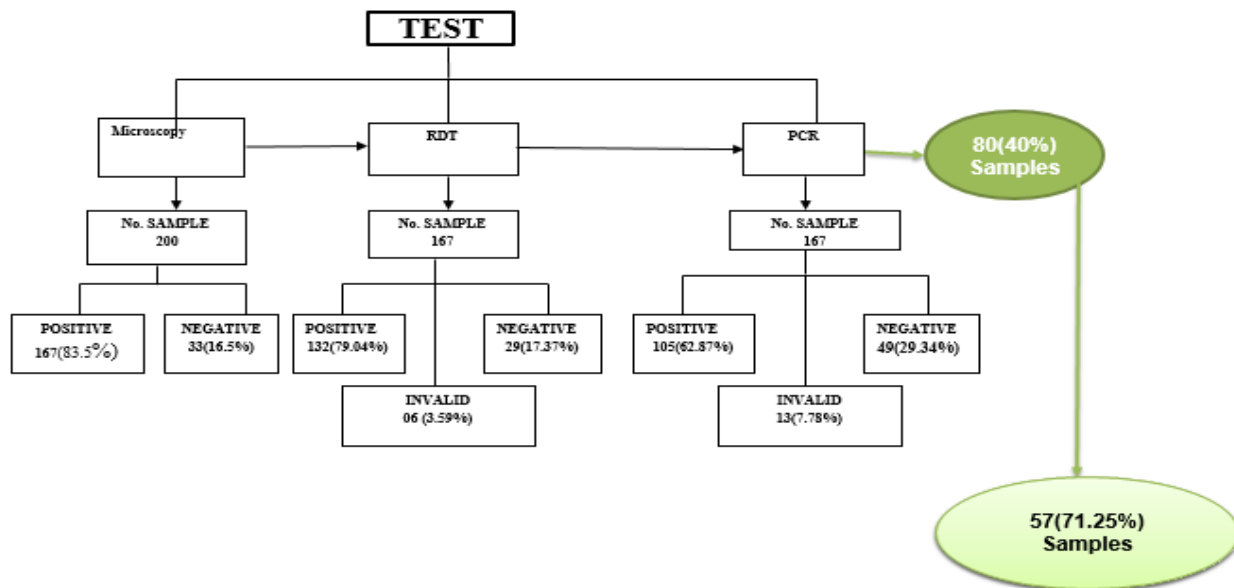 TEST
Microscopy
RDT
PCR
80(40%)
Samples
No. SAMPLE
200
No. SAMPLE
167
No. SAMPLE
167
POSITIVE
167(83.5%)
NEGATIVE
33(16.5%)
POSITIVE
132(79.04%)
NEGATIVE
29(17.37%)
POSITIVE
105(62.87%)
NEGATIVE
49(29.34%)
INVALID
06 (3.59%)
INVALID
13(7.78%)
57(71.25%)
Samples